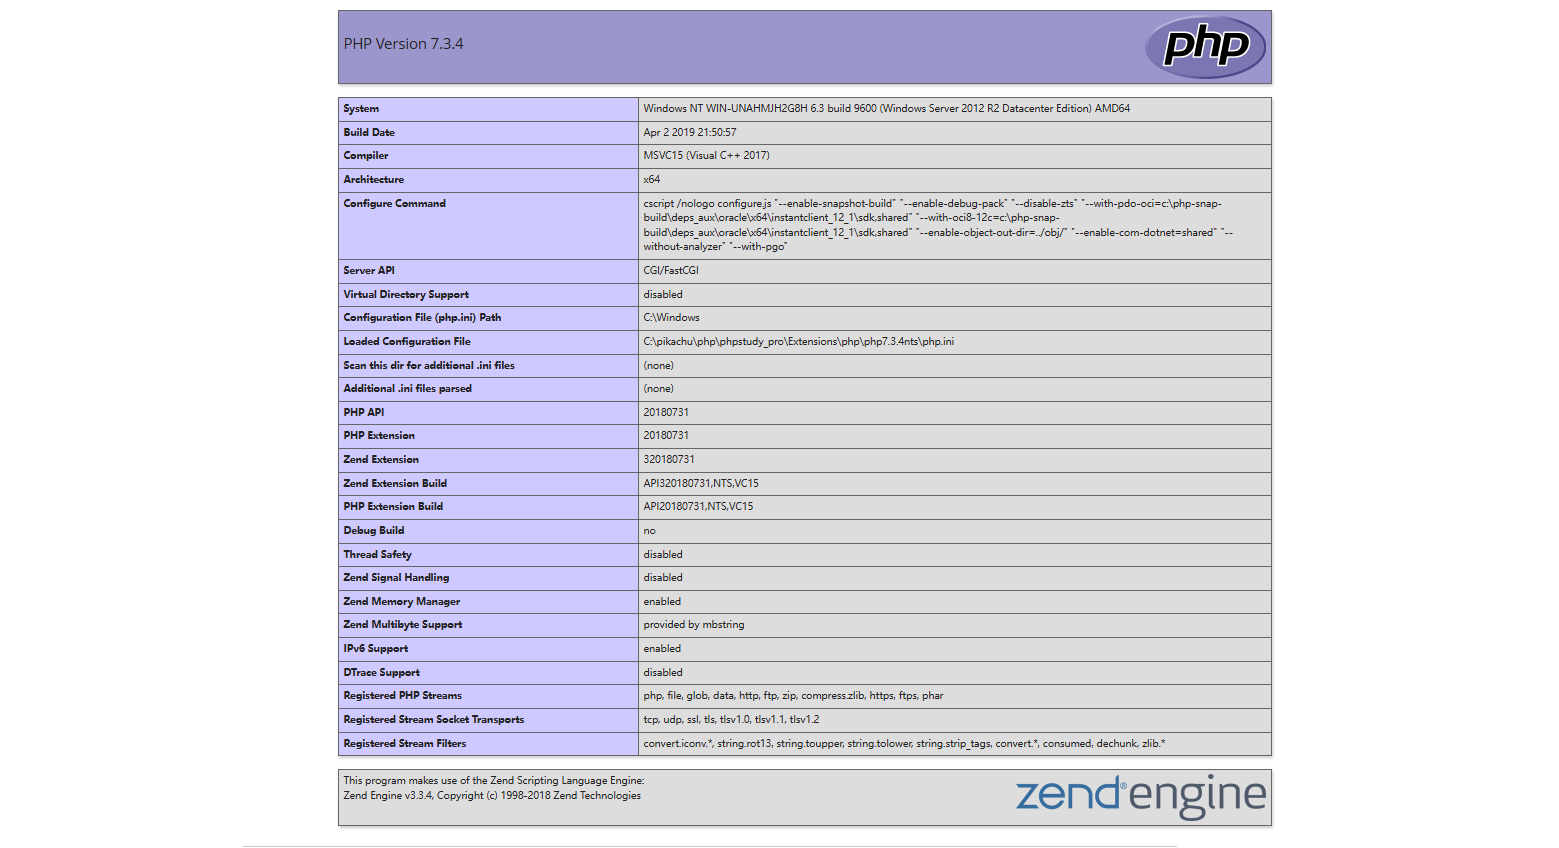 PHP Version 7.3.4
php
System Windows NT WIN-UNAHMJH2G8H 6.3 build 9600 (Windows Server 2012 R2 Datacenter Edition) AMD64
Build Date Apr 2 2019 21:50:57
Compiler MSVC15 (Visual C++ 2017)
Architecture x64
Configure Command cscript /nologo configure.js "--enable-snapshot-build" "--enable-debug-pack" "--disable-zts" "--with-pdo-oci=c:\php-snap-
build\deps_aux\oracle\x64\instantclient_12_1\sdk,shared" "--with-oci8-12c=c:\php-snap-
build\deps_aux\oracle\x64\instantclient_12_1\sdk,shared" "--enable-object-out-dir=../obj/" "--enable-com-dotnet=shared" "--
without-analyzer" "--with-pgo"
Server API CGI/FastCGI
Virtual Directory Support disabled
Configuration File (php.ini) Path C:\Windows
Loaded Configuration File C:\pikachu\php\phpstudy_pro\Extensions\php\php7.3.4nts\php.ini
Scan this dir for additional .ini files (none)
Additional .ini files parsed (none)
PHP API 20180731
PHP Extension 20180731
Zend Extension 320180731
Zend Extension Build API320180731,NTS,VC15
PHP Extension Build API20180731,NTS,VC15
Debug Build no
Thread Safety disabled
Zend Signal Handling disabled
Zend Memory Manager enabled
Zend Multibyte Support provided by mbstring
IPv6 Support enabled
DTrace Support disabled
Registered PHP Streams php, file, glob, data, http, ftp, zip, compress.zlib, https, ftps, phar
Registered Stream Socket Transports tcp, udp, ssl, tls, tlsv1.0, tlsv1.1, tlsv1.2
Registered Stream Filters convert.iconv.*, string.rot13, string.toupper, string.tolower, string.strip_tags, convert.*, consumed, dechunk, zlib.*
This program makes use of the Zend Scripting Language Engine:
Zend Engine v3.3.4, Copyright (c) 1998-2018 Zend Technologies
zend® engine